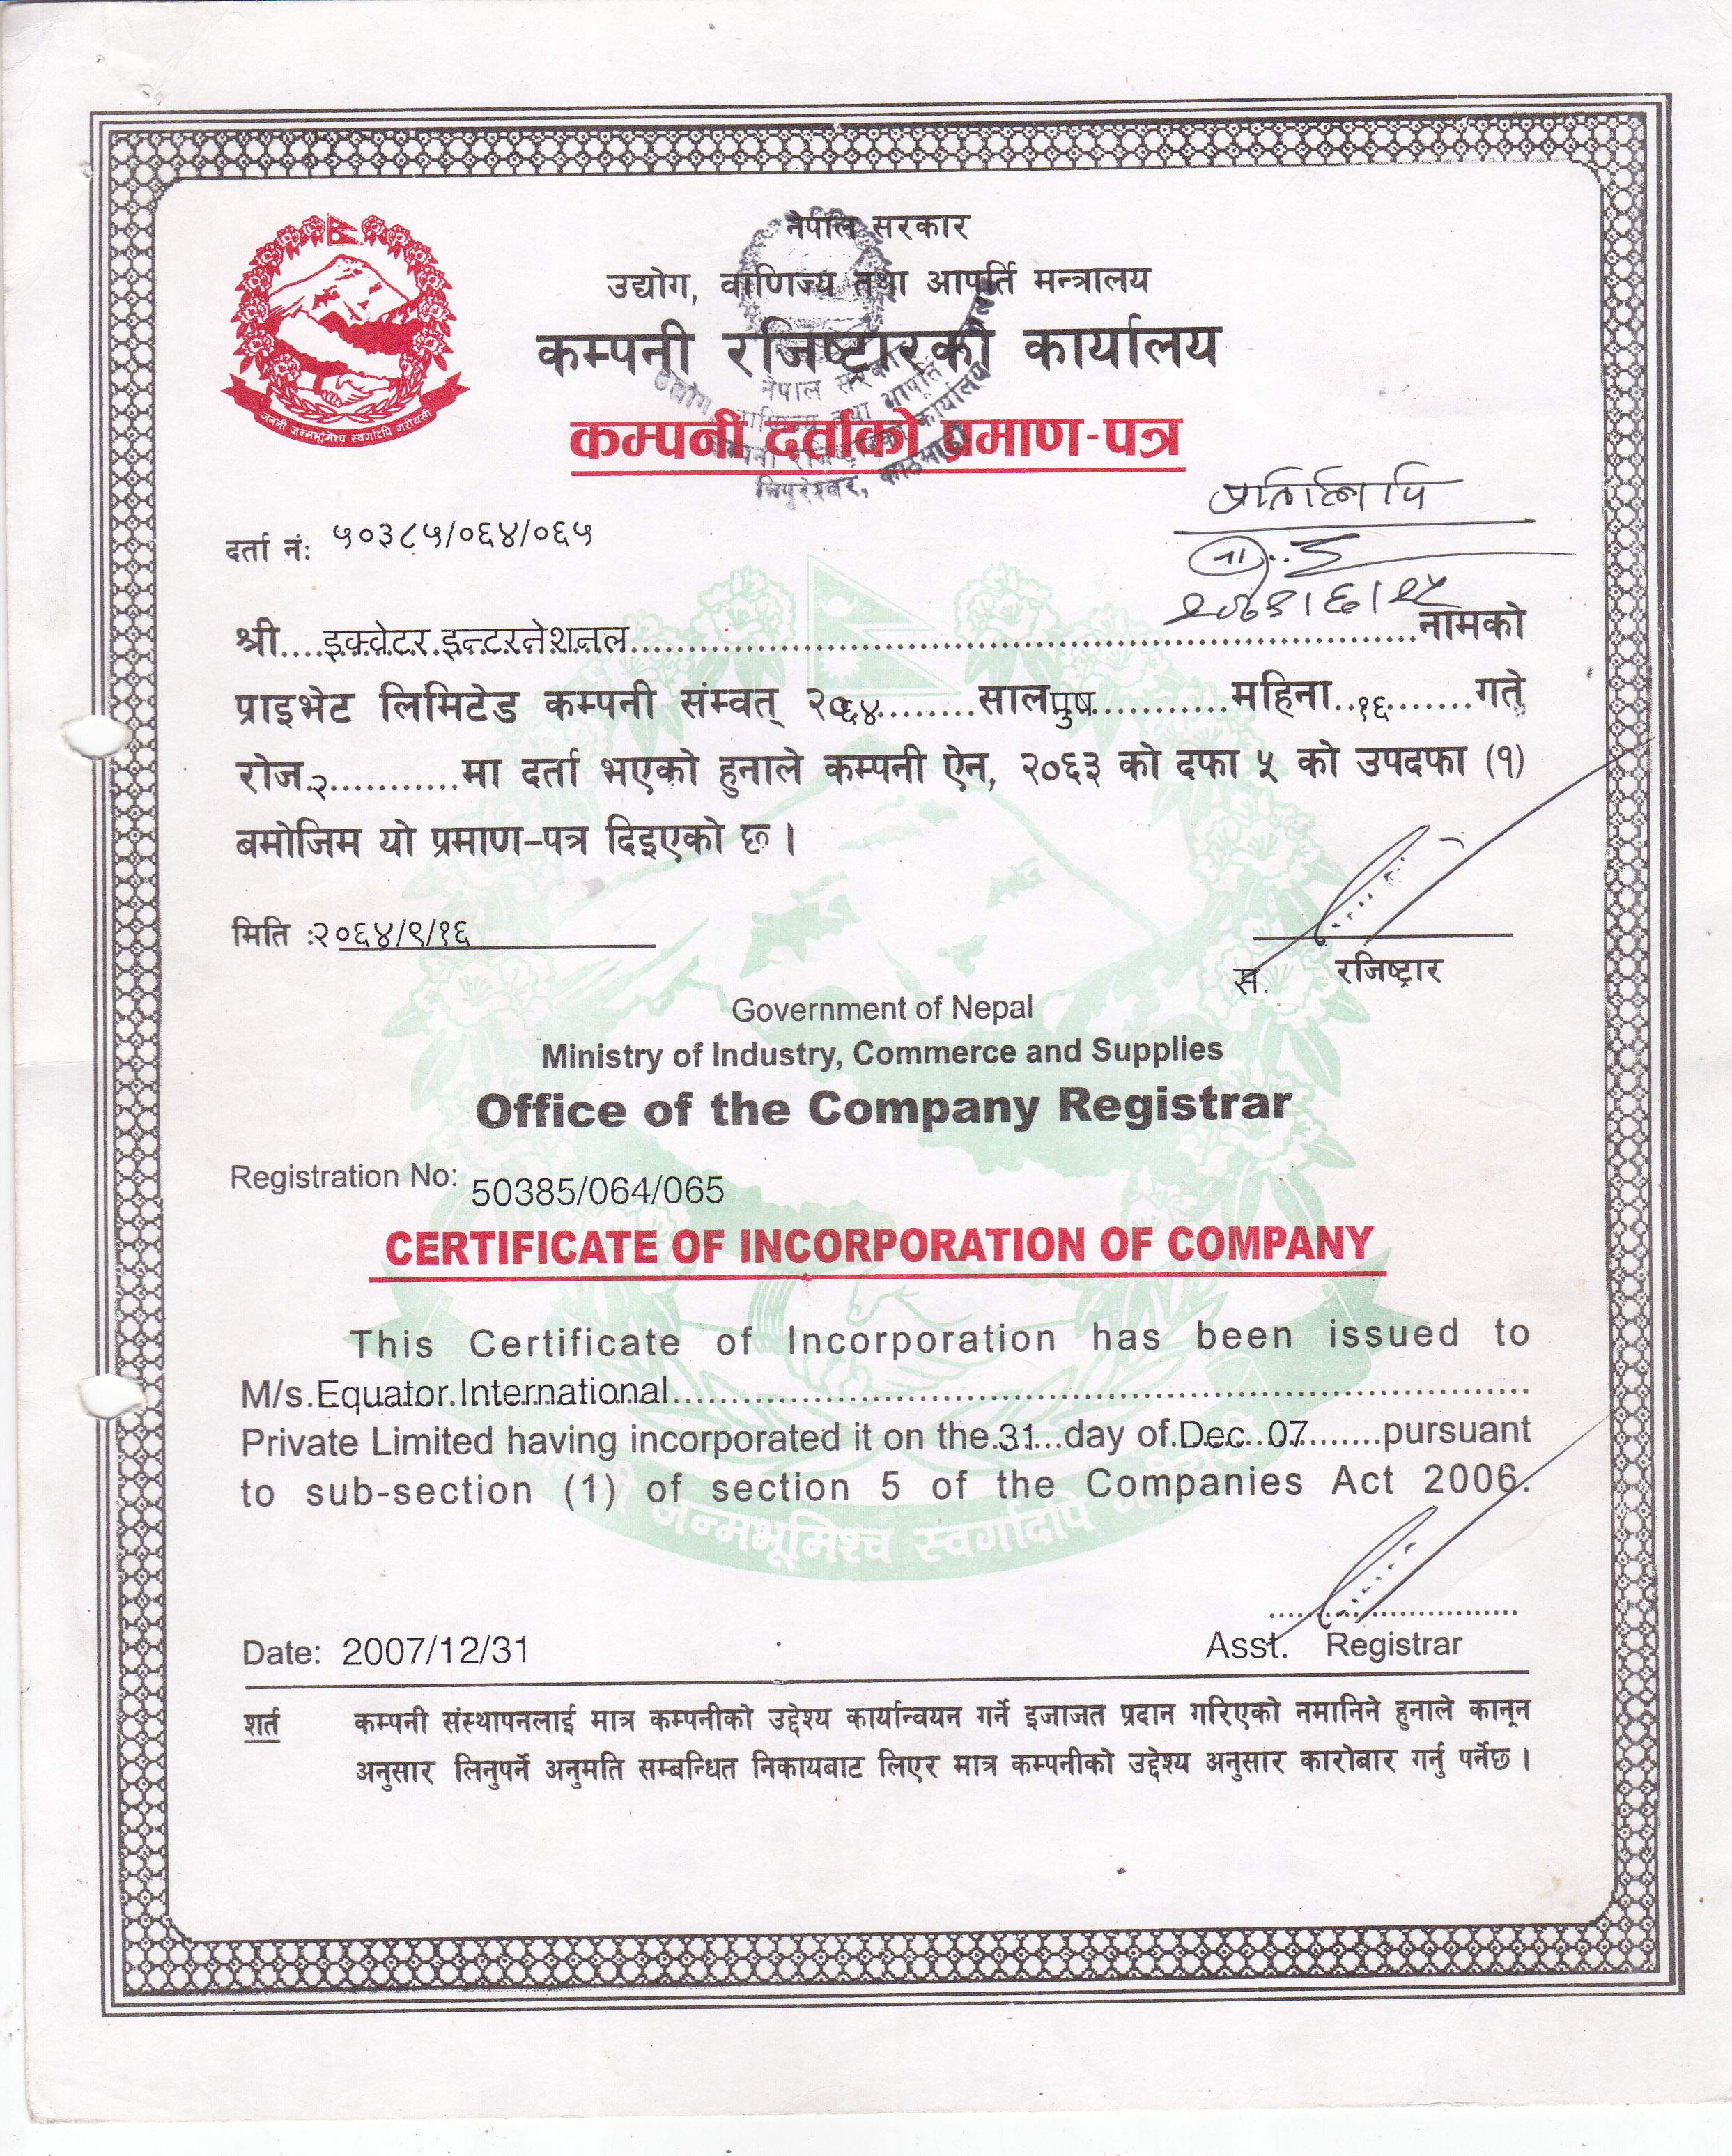 नेपाल सरकार
उद्योग, वाणिज्य तथा आपूर्ति मन्त्रालय
कम्पनी रजिष्ट्रारको कार्यालय
नेपाल सरकार
उद्योग, वाणिज्य तथा आपूर्ति
कम्पनी रजिष्ट्रारको कार्यालय
त्रिपुरेश्वर, काठमाडौं
जननी जन्मभूमिश्च स्वर्गादपि गरीयसी
कम्पनी दर्ताको प्रमाण-पत्र
प्रतिलिपि
दर्ता नं: ५०३८५/०६४/०६५
श्री....इक्वेटर इन्टरनेशनल....नामको
प्राइभेट लिमिटेड कम्पनी संम्वत् २०६४.........साल पुष............महिना..१६........गते
रोज.२............मा दर्ता भएको हुनाले कम्पनी ऐन, २०६३ को दफा ५ को उपदफा (१)
बमोजिम यो प्रमाण-पत्र दिइएको छ ।
मिति :२०६४/९/१६
स. रजिष्ट्रार
Government of Nepal
Ministry of Industry, Commerce and Supplies
Office of the Company Registrar
Registration No: 50385/064/065
CERTIFICATE OF INCORPORATION OF COMPANY
This Certificate of Incorporation has been issued to
M/s. Equator International....
Private Limited having incorporated it on the 31 day of Dec. 07 ........pursuant
to sub-section (1) of section 5 of the Companies Act 2006.
जन्मभूमिश्च स्वर्गादपि
Date: 2007/12/31
Asst. Registrar
शर्त कम्पनी संस्थापनलाई मात्र कम्पनीको उद्देश्य कार्यान्वयन गर्ने इजाजत प्रदान गरिएको नमानिने हुनाले कानून
अनुसार लिनुपर्ने अनुमति सम्बन्धित निकायबाट लिएर मात्र कम्पनीको उद्देश्य अनुसार कारोबार गर्नु पर्नेछ ।